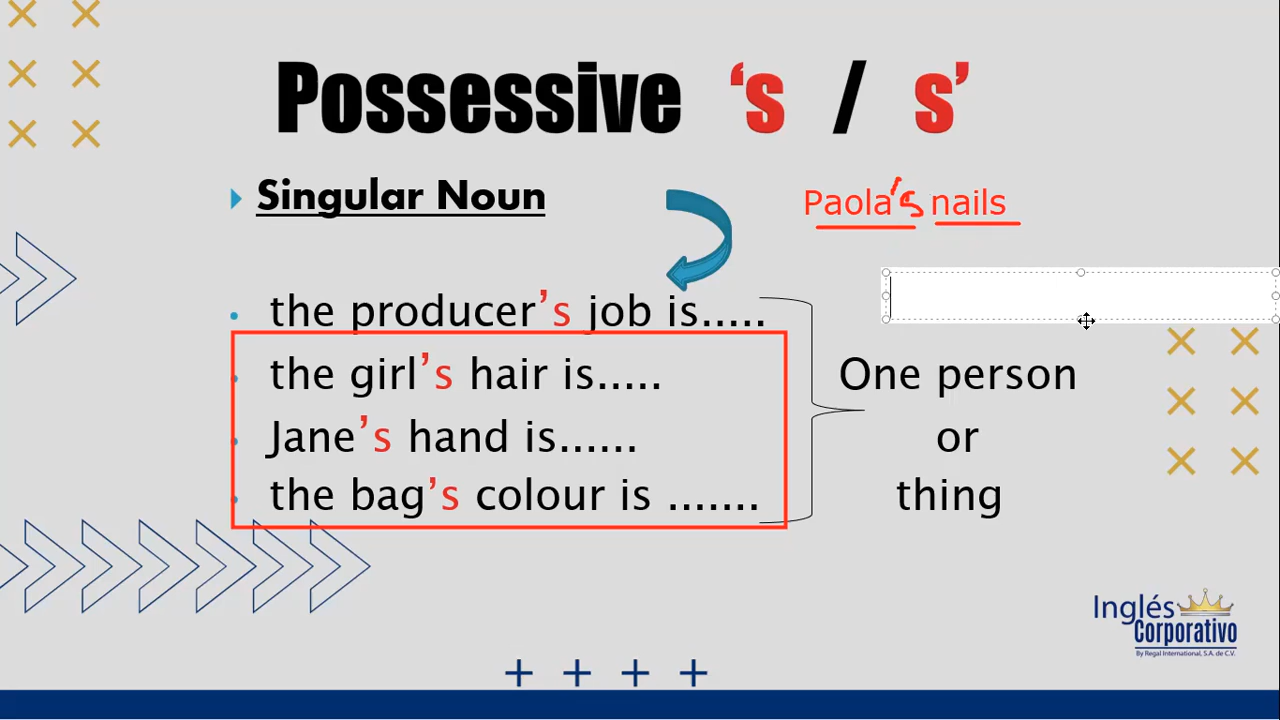 Possessive ‘s / s’
Singular Noun
Paola's nails
the producer’s job is.....
the girl’s hair is.....
Jane’s hand is......
the bag’s colour is .......
One person
or
thing
Inglés
Corporativo
By Regal International, S.A. de C.V.